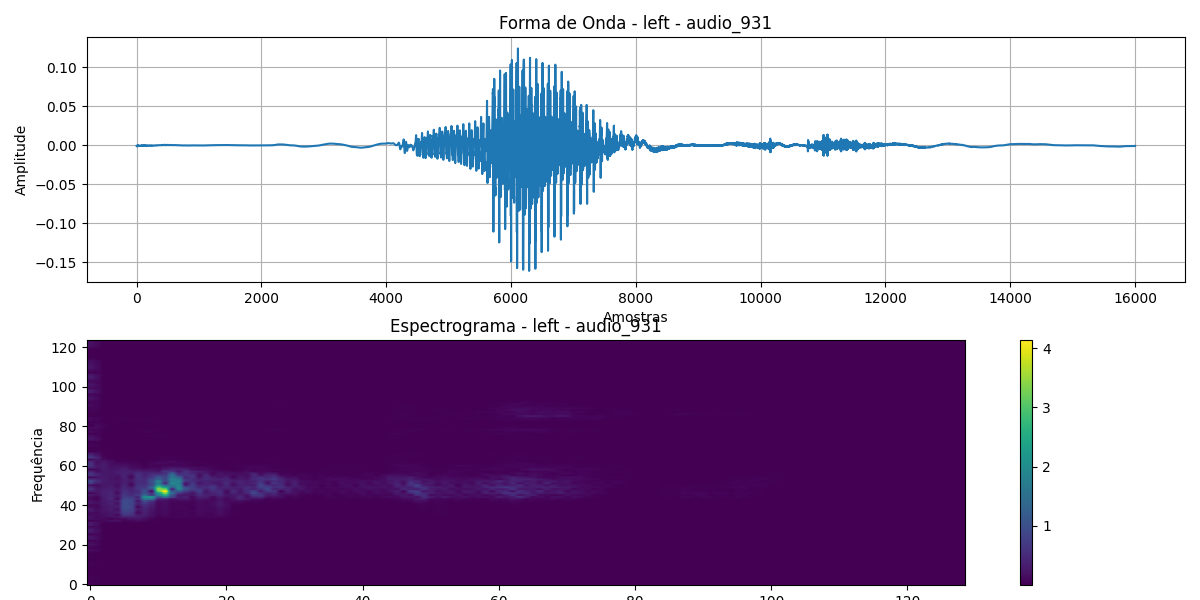 Forma de Onda - left - audio_931
Amplitude
0.10
0.05
0.00
−0.05
−0.10
−0.15
0 2000 4000 6000 8000 10000 12000 14000 16000
Amostras
Espectrograma - left - audio_931
Frequência
120
100
80
60
40
20
0
4
3
2
1
0 20 40 60 80 100 120